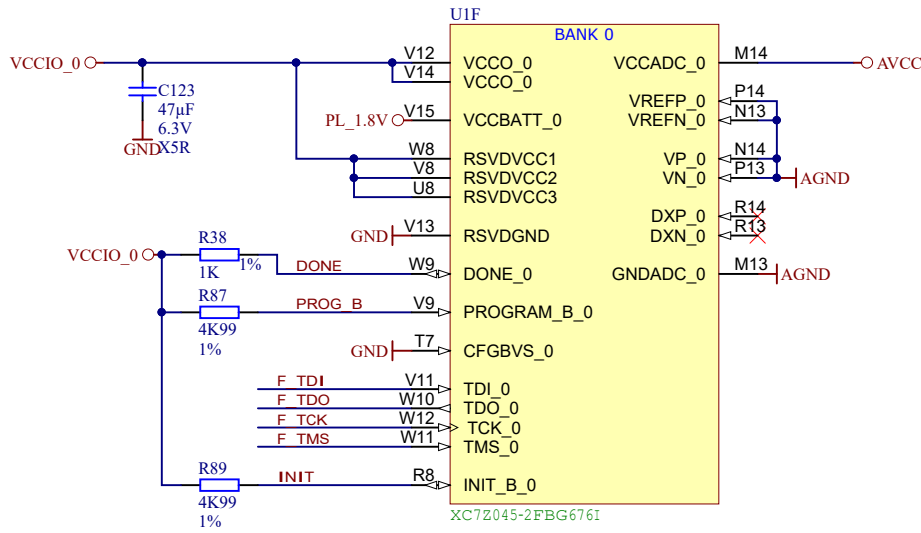 U1F
BANK 0
VCCIO_0
V12
VCCO_0
VCCADC_0
M14
AVCC
V14
VCCO_0
C123
47µF
6.3V
X5R
GND
PL_1.8V
V15
VCCBATT_0
VREFP_0
P14
VREFN_0
N13
W8
RSVDVCC1
VP_0
N14
V8
RSVDVCC2
VN_0
P13
AGND
U8
RSVDVCC3
DXP_0
R14
GND
V13
RSVDGND
DXN_0
R13
VCCIO_0
R38
1K
1%
DONE
W9
DONE_0
GNDADC_0
M13
AGND
R87
4K99
1%
PROG_B
V9
PROGRAM_B_0
GND
T7
CFGBVS_0
F_TDI
V11
TDI_0
F_TDO
W10
TDO_0
F_TCK
W12
TCK_0
F_TMS
W11
TMS_0
R89
4K99
1%
INIT
R8
INIT_B_0
XC7Z045-2FBG676I